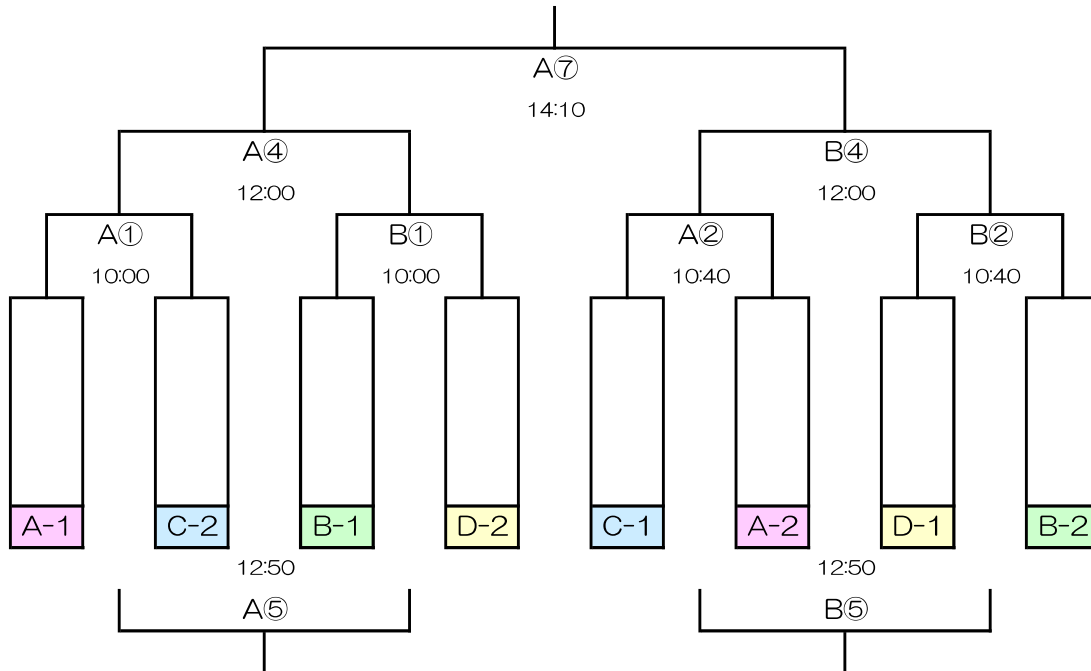 A⑦
14:10
A④ B④
12:00 12:00
A① B① A② B②
10:00 10:00 10:40 10:40
A-1 C-2 B-1 D-2 C-1 A-2 D-1 B-2
12:50 12:50
A⑤ B⑤